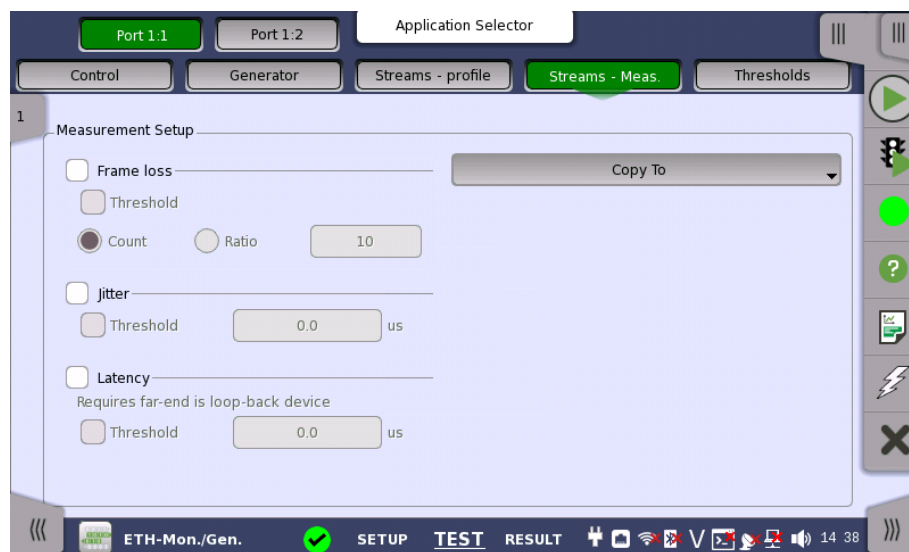 Port 1:1 Port 1:2 Application Selector
Control Generator Streams - profile Streams - Meas. Thresholds
1
Measurement Setup
Frame loss Copy To
Threshold
Count Ratio 10
Jitter
Threshold 0.0 us
Latency
Requires far-end is loop-back device
Threshold 0.0 us
ETH-Mon./Gen. SETUP TEST RESULT 14 38